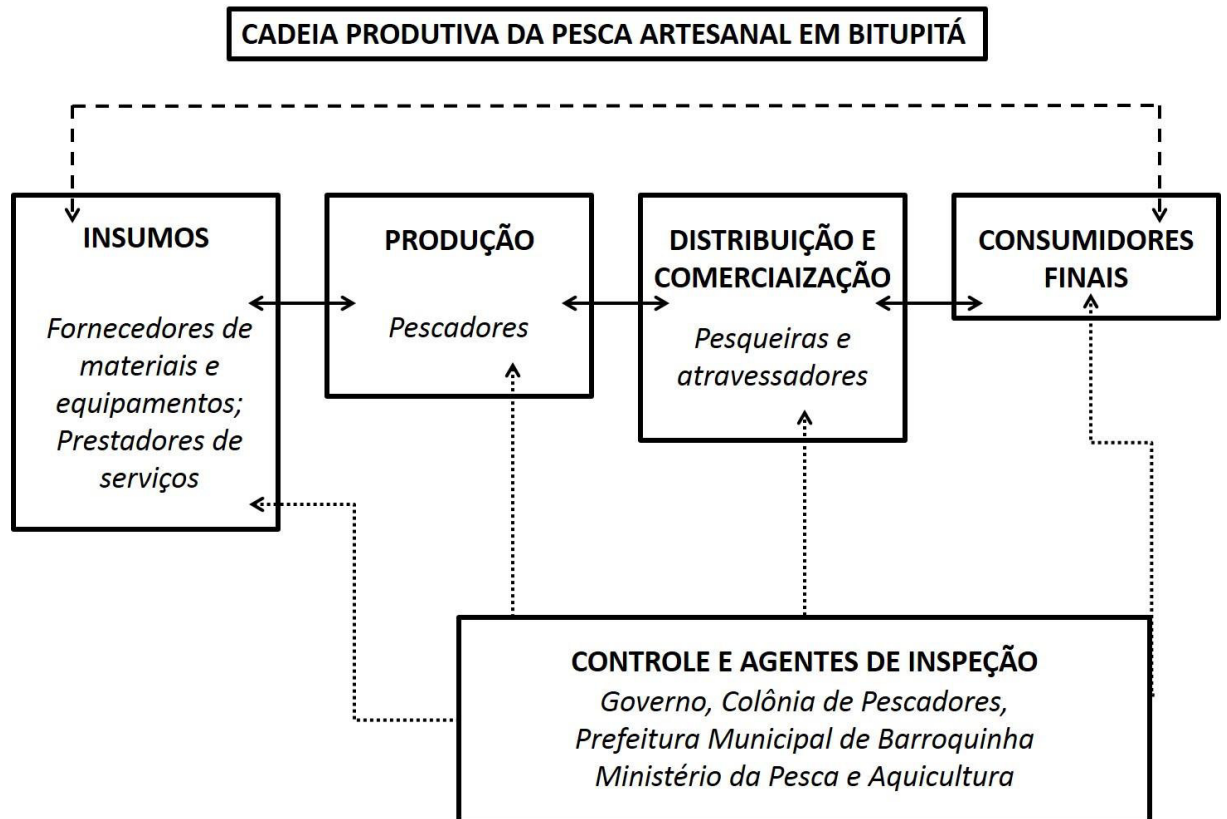 CADEIA PRODUTIVA DA PESCA ARTESANAL EM BITUPITÁ
INSUMOS
Fornecedores de
materiais e
equipamentos;
Prestadores de
serviços
PRODUÇÃO
Pescadores
DISTRIBUIÇÃO E
COMERCIAIZAÇÃO
Pesqueiras e
atravessadores
CONSUMIDORES
FINAIS
CONTROLE E AGENTES DE INSPEÇÃO
Governo, Colônia de Pescadores,
Prefeitura Municipal de Barroquinha
Ministério da Pesca e Aquicultura